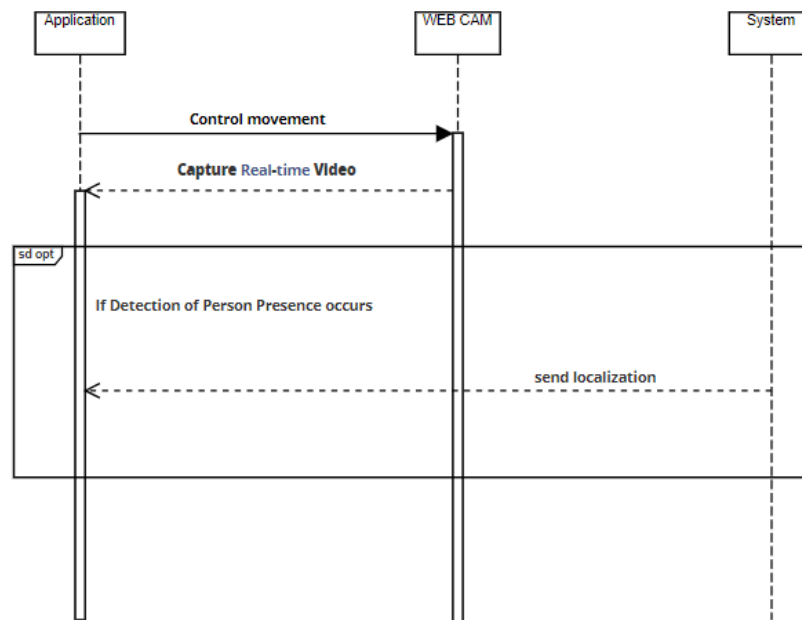 Application
WEB CAM
System
Control movement
Capture Real-time VIdeo
sd opt
If Detection of Person Presence occurs
send localization